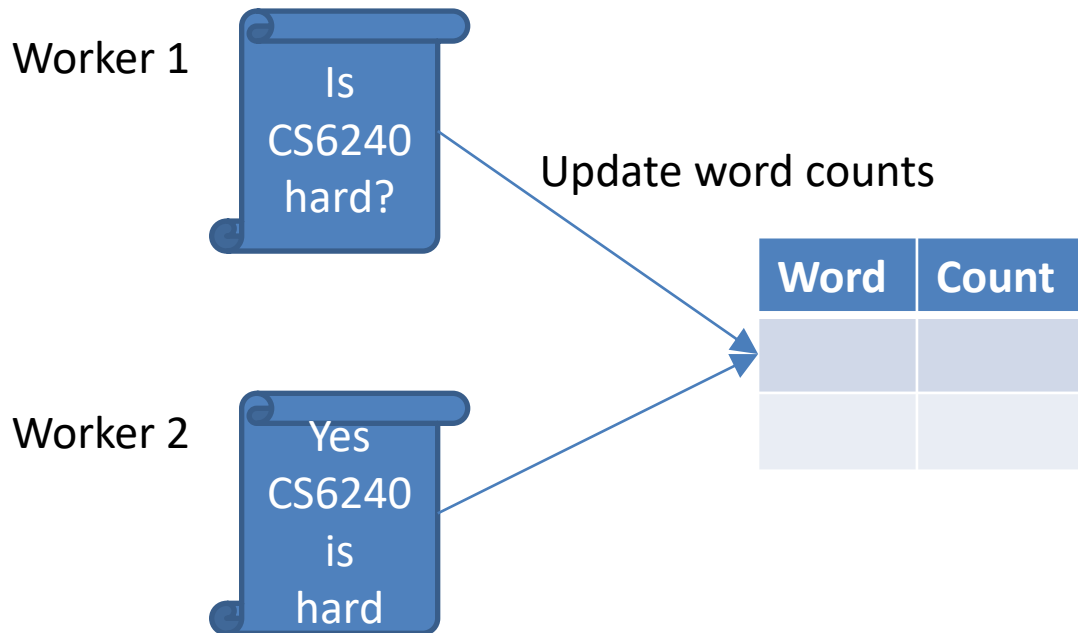 Worker 1
Is
CS6240
hard?
Update word counts
Word Count
Worker 2
Yes
CS6240
is
hard